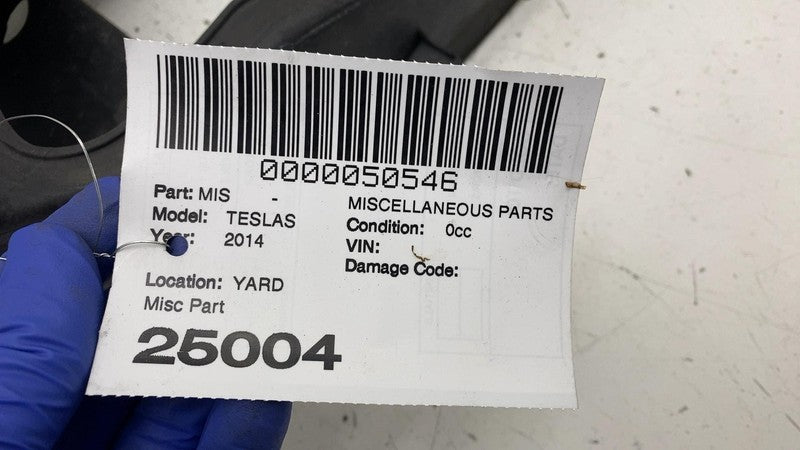 0000050546
Part: MIS - MISCELLANEOUS PARTS
Model: TESLAS Condition: 0cc
Year: 2014 VIN:
Damage Code:
Location: YARD
Misc Part
25004